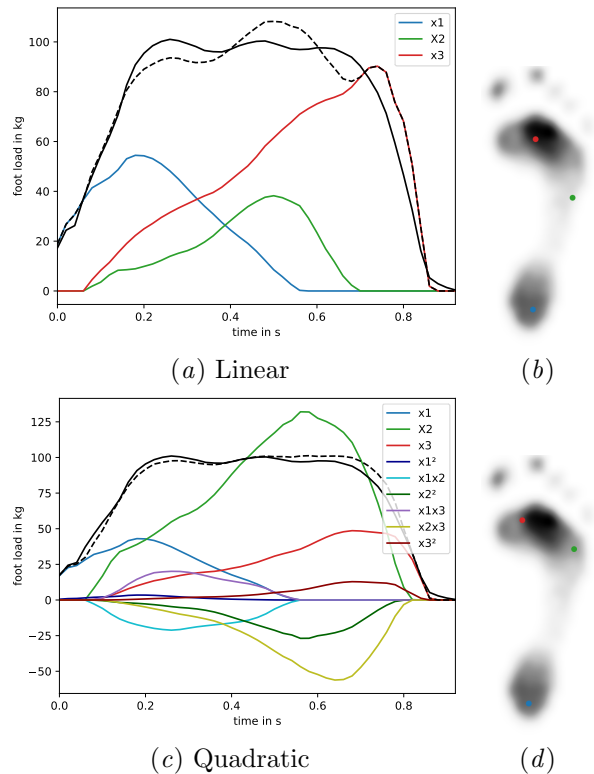 x1
X2
x3
100
80
60
40
20
0
foot load in kg
0.0 0.2 0.4 0.6 0.8
time in s
(a) Linear (b)
x1
X2
x3
x1²
x1x2
x2²
x1x3
x2x3
x3²
125
100
75
50
25
0
−25
−50
foot load in kg
0.0 0.2 0.4 0.6 0.8
time in s
(c) Quadratic (d)